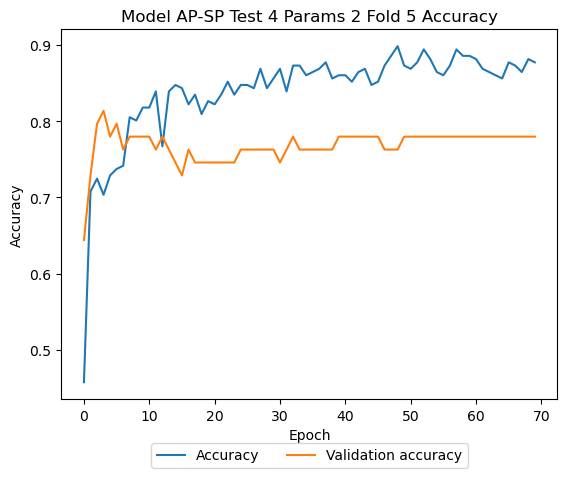 Model AP-SP Test 4 Params 2 Fold 5 Accuracy
0.9
0.8
0.7
0.6
0.5
Accuracy
0 10 20 30 40 50 60 70
Epoch
Accuracy Validation accuracy